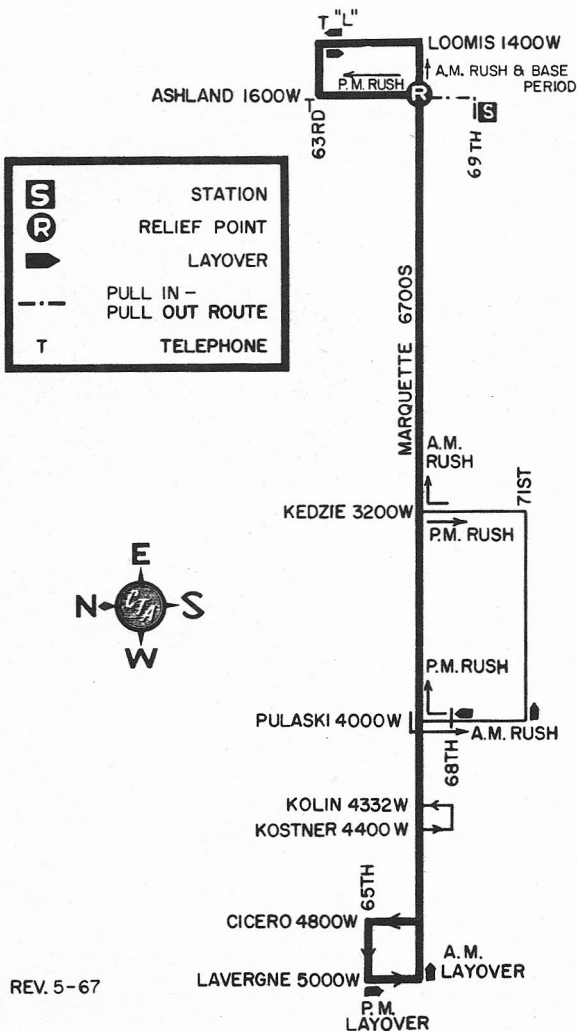 T "L"
LOOMIS 1400W
A.M. RUSH & BASE
PERIOD
P.M. RUSH
ASHLAND 1600W
T
R
63RD
S
69TH
S STATION
R RELIEF POINT
LAYOVER
PULL IN -
PULL OUT ROUTE
T TELEPHONE
MARQUETTE 6700S
A.M.
RUSH
71ST
KEDZIE 3200W
P.M. RUSH
E
N CTA S
W
P.M. RUSH
PULASKI 4000W
A.M. RUSH
68TH
KOLIN 4332W
KOSTNER 4400W
65TH
CICERO 4800W
A.M.
LAYOVER
LAVERGNE 5000W
P.M.
LAYOVER
REV. 5-67